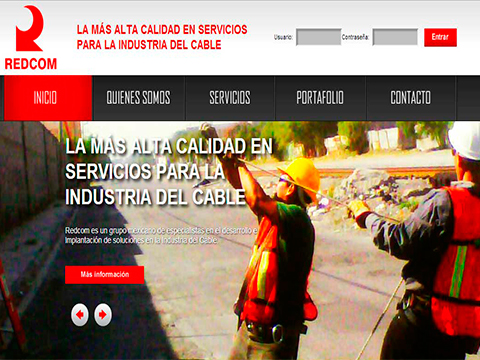 LA MÁS ALTA CALIDAD EN SERVICIOS
PARA LA INDUSTRIA DEL CABLE
Usuario: Contraseña: Entrar
REDCOM
INICIO QUIENES SOMOS SERVICIOS PORTAFOLIO CONTACTO
LA MÁS ALTA CALIDAD EN
SERVICIOS PARA LA
INDUSTRIA DEL CABLE
Redcom es un grupo mexicano de especialistas en el desarrollo e
implantación de soluciones en la Industria del Cable.
Más información